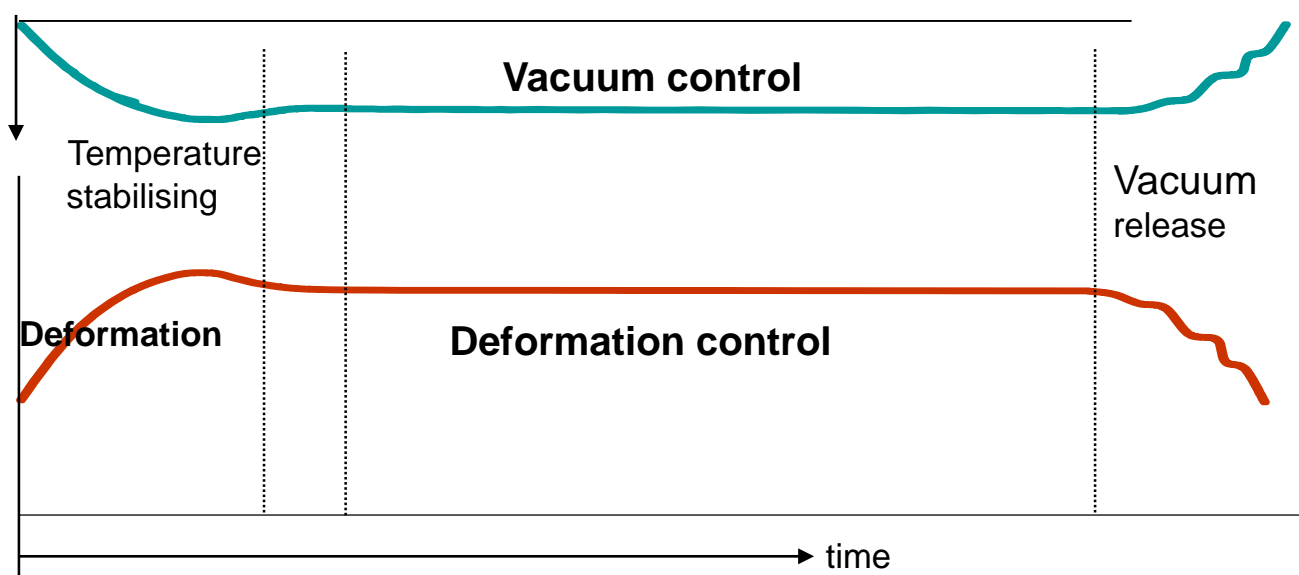 Vacuum control
Temperature
stabilising
Vacuum
release
Deformation
Deformation control
time